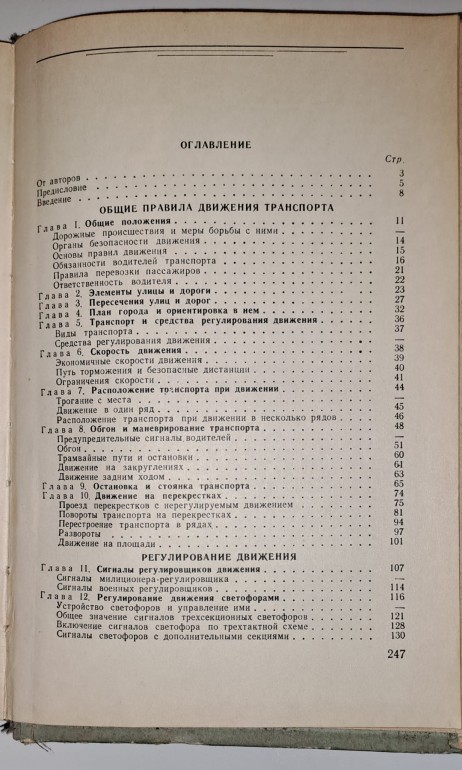 ОГЛАВЛЕНИЕ
Стр.
От авторов 3
Предисловие 5
Введение 8
ОБЩИЕ ПРАВИЛА ДВИЖЕНИЯ ТРАНСПОРТА
Глава 1. Общие положения 11
Дорожные происшествия и меры борьбы с ними —
Органы безопасности движения 14
Основы правил движения 15
Обязанности водителей транспорта 16
Правила перевозки пассажиров 21
Ответственность водителя 22
Глава 2. Элементы улицы и дороги 23
Глава 3. Пересечения улиц и дорог 27
Глава 4. План города и ориентировка в нем 32
Глава 5. Транспорт и средства регулирования движения 36
Виды транспорта 37
Средства регулирования движения —
Глава 6. Скорость движения 38
Экономичные скорости движения 39
Путь торможения и безопасные дистанции 40
Ограничения скорости 41
Глава 7. Расположение транспорта при движении 44
Трогание с места —
Движение в один ряд 45
Расположение транспорта при движении в несколько рядов 46
Глава 8. Обгон и маневрирование транспорта 48
Предупредительные сигналы водителей —
Обгон 51
Трамвайные пути и остановки 60
Движение на закруглениях 61
Движение задним ходом 63
Глава 9. Остановка и стоянка транспорта 65
Глава 10. Движение на перекрестках 74
Проезд перекрестков с нерегулируемым движением 75
Повороты транспорта на перекрестках 81
Перестроение транспорта в рядах 94
Развороты 97
Движение на площади 101
РЕГУЛИРОВАНИЕ ДВИЖЕНИЯ
Глава 11. Сигналы регулировщиков движения 107
Сигналы милиционера-регулировщика —
Сигналы военных регулировщиков 114
Глава 12. Регулирование движения светофорами 116
Устройство светофоров и управление ими —
Общее значение сигналов трехсекционных светофоров 121
Включение сигналов светофора по трехтактной схеме 128
Сигналы светофоров с дополнительными секциями 130
247